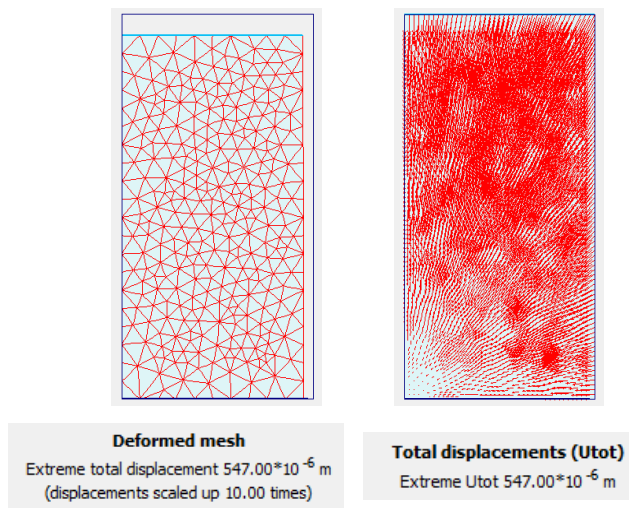 Deformed mesh
Extreme total displacement 547.00*10 -6 m
(displacements scaled up 10.00 times)
Total displacements (Utot)
Extreme Utot 547.00*10 -6 m